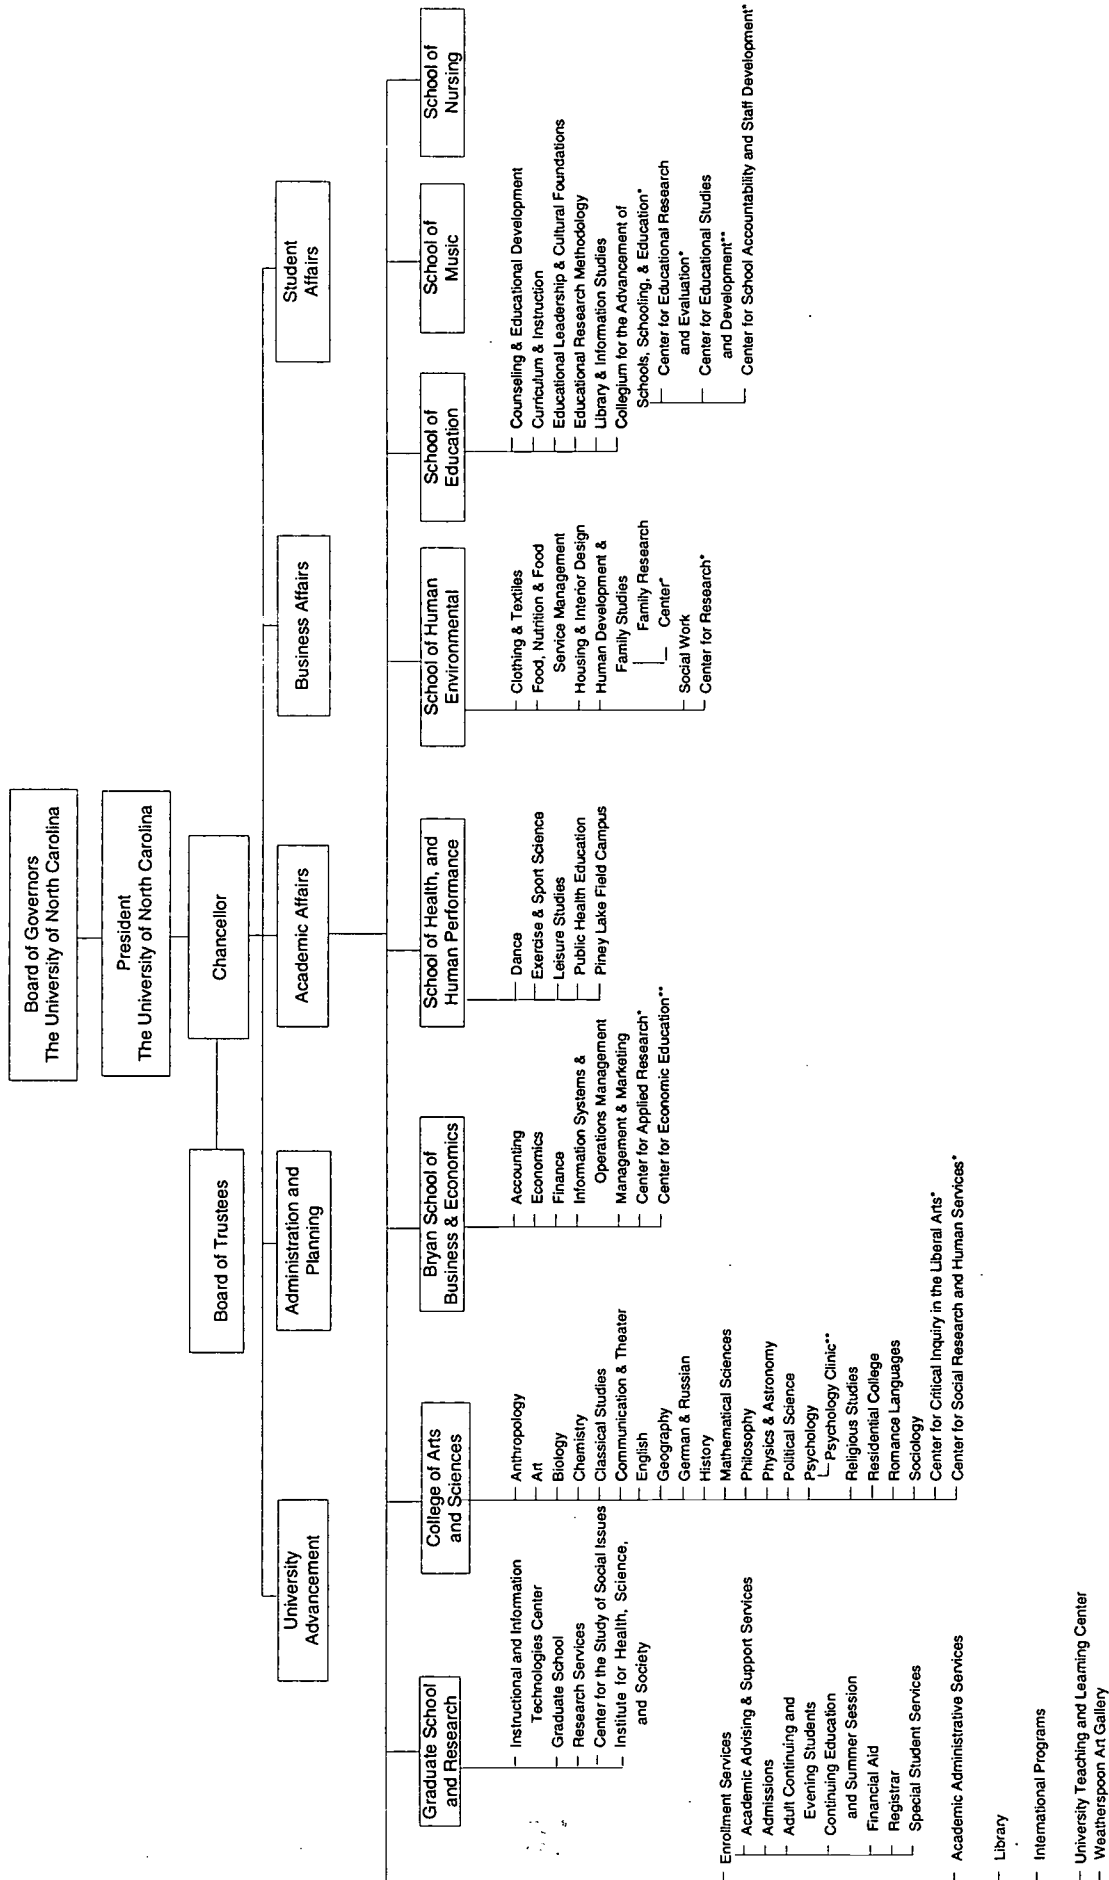 Board of Governors
The University of North Carolina
President
The University of North Carolina
Chancellor
Board of Trustees
University
Advancement
Administration and
Planning
Academic Affairs
Business Affairs
Student
Affairs
Graduate School
and Research
Instructional and Information
Technologies Center
Graduate School
Research Services
Center for the Study of Social Issues
Institute for Health, Science,
and Society
College of Arts
and Sciences
Anthropology
Art
Biology
Chemistry
Classical Studies
Communication & Theater
English
Geography
German & Russian
History
Mathematical Sciences
Philosophy
Physics & Astronomy
Political Science
Psychology
Psychology Clinic**
Religious Studies
Residential College
Romance Languages
Sociology
Center for Critical Inquiry in the Liberal Arts*
Center for Social Research and Human Services*
Bryan School of
Business & Economics
Accounting
Economics
Finance
Information Systems &
Operations Management
Management & Marketing
Center for Applied Research*
Center for Economic Education**
School of Health, and
Human Performance
Dance
Exercise & Sport Science
Leisure Studies
Public Health Education
Piney Lake Field Campus
School of Human
Environmental
Clothing & Textiles
Food, Nutrition & Food
Service Management
Housing & Interior Design
Human Development &
Family Studies
Family Research
Center*
Social Work
Center for Research*
School of
Education
Counseling & Educational Development
Curriculum & Instruction
Educational Leadership & Cultural Foundations
Educational Research Methodology
Library & Information Studies
Collegium for the Advancement of
Schools, Schooling, & Education*
Center for Educational Research
and Evaluation*
Center for Educational Studies
and Development**
Center for School Accountability and Staff Development*
School of
Music
School of
Nursing
Enrollment Services
Academic Advising & Support Services
Admissions
Adult Continuing and
Evening Students
Continuing Education
and Summer Session
Financial Aid
Registrar
Special Student Services
Academic Administrative Services
Library
International Programs
University Teaching and Learning Center
Weatherspoon Art Gallery